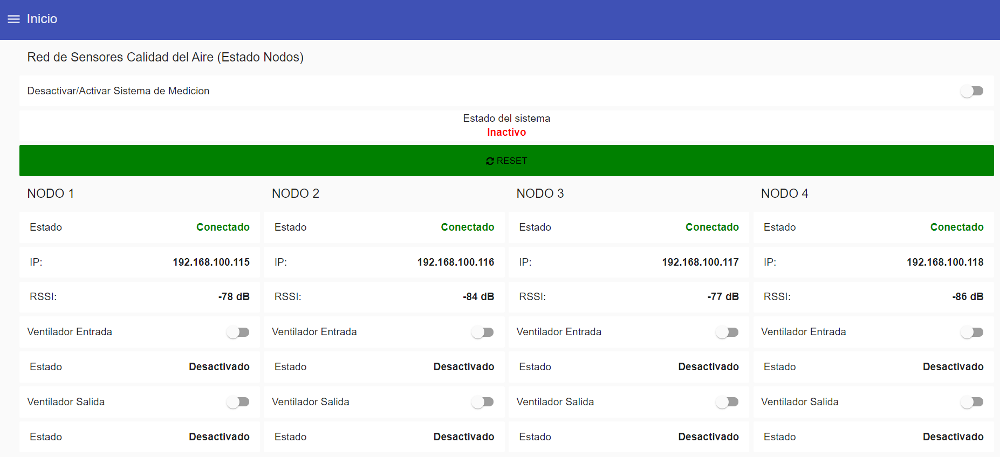 Inicio
Red de Sensores Calidad del Aire (Estado Nodos)
Desactivar/Activar Sistema de Medicion
Estado del sistema
Inactivo
RESET
NODO 1
Estado Conectado
IP: 192.168.100.115
RSSI: -78 dB
Ventilador Entrada
Estado Desactivado
Ventilador Salida
Estado Desactivado
NODO 2
Estado Conectado
IP: 192.168.100.116
RSSI: -84 dB
Ventilador Entrada
Estado Desactivado
Ventilador Salida
Estado Desactivado
NODO 3
Estado Conectado
IP: 192.168.100.117
RSSI: -77 dB
Ventilador Entrada
Estado Desactivado
Ventilador Salida
Estado Desactivado
NODO 4
Estado Conectado
IP: 192.168.100.118
RSSI: -86 dB
Ventilador Entrada
Estado Desactivado
Ventilador Salida
Estado Desactivado